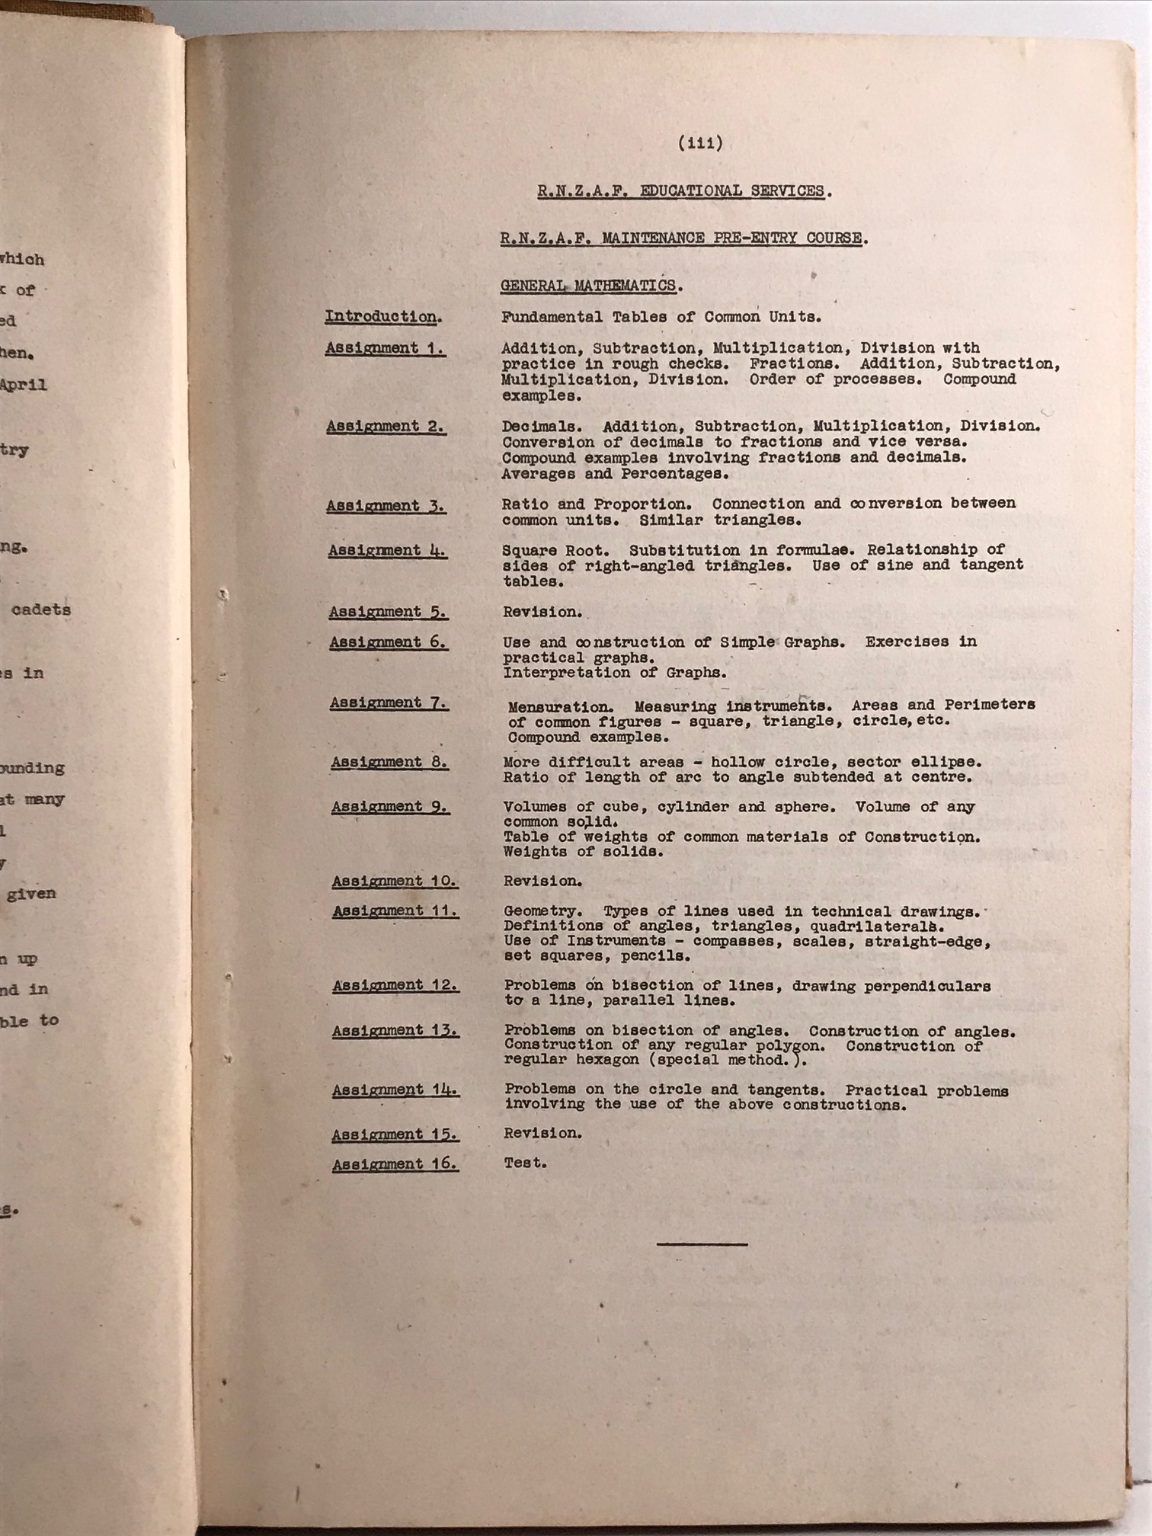 which
of
April
try
cadets
in
many
given
up
in
to
(iii)
R.N.Z.A.F. EDUCATIONAL SERVICES.
R.N.Z.A.F. MAINTENANCE PRE-ENTRY COURSE.
GENERAL MATHEMATICS.
Introduction. Fundamental Tables of Common Units.
Assignment 1. Addition, Subtraction, Multiplication, Division with
practice in rough checks. Fractions. Addition, Subtraction,
Multiplication, Division. Order of processes. Compound
examples.
Assignment 2. Decimals. Addition, Subtraction, Multiplication, Division.
Conversion of decimals to fractions and vice versa.
Compound examples involving fractions and decimals.
Averages and Percentages.
Assignment 3. Ratio and Proportion. Connection and conversion between
common units. Similar triangles.
Assignment 4. Square Root. Substitution in formulae. Relationship of
sides of right-angled triangles. Use of sine and tangent
tables.
Assignment 5. Revision.
Assignment 6. Use and construction of Simple Graphs. Exercises in
practical graphs.
Interpretation of Graphs.
Assignment 7. Mensuration. Measuring instruments. Areas and Perimeters
of common figures - square, triangle, circle, etc.
Compound examples.
Assignment 8. More difficult areas - hollow circle, sector ellipse.
Ratio of length of arc to angle subtended at centre.
Assignment 9. Volumes of cube, cylinder and sphere. Volume of any
common solid.
Table of weights of common materials of Construction.
Weights of solids.
Assignment 10. Revision.
Assignment 11. Geometry. Types of lines used in technical drawings.
Definitions of angles, triangles, quadrilaterals.
Use of Instruments - compasses, scales, straight-edge,
set squares, pencils.
Assignment 12. Problems on bisection of lines, drawing perpendiculars
to a line, parallel lines.
Assignment 13. Problems on bisection of angles. Construction of angles.
Construction of any regular polygon. Construction of
regular hexagon (special method.).
Assignment 14. Problems on the circle and tangents. Practical problems
involving the use of the above constructions.
Assignment 15. Revision.
Assignment 16. Test.